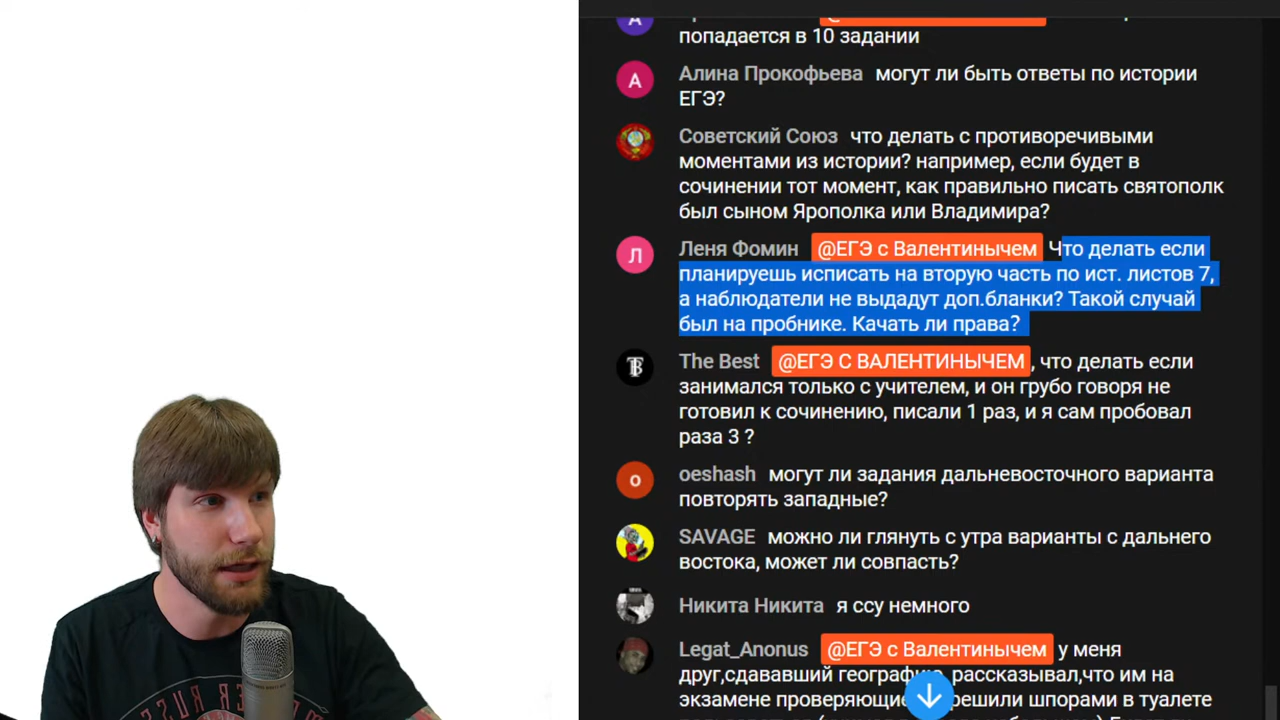 А
попадается в 10 задании
А
Алина Прокофьева могут ли быть ответы по истории
ЕГЭ?
Советский Союз что делать с противоречивыми
моментами из истории? например, если будет в
сочинении тот момент, как правильно писать святополк
был сыном Ярополка или Владимира?
Л
Леня Фомин @ЕГЭ с Валентинычем Что делать если
планируешь исписать на вторую часть по ист. листов 7,
а наблюдатели не выдадут доп.бланки? Такой случай
был на пробнике. Качать ли права?
The Best @ЕГЭ С ВАЛЕНТИНЫЧЕМ, что делать если
занимался только с учителем, и он грубо говоря не
готовил к сочинению, писали 1 раз, и я сам пробовал
раза 3 ?
o
oeshash могут ли задания дальневосточного варианта
повторять западные?
SAVAGE можно ли глянуть с утра варианты с дальнего
востока, может ли совпасть?
Никита Никита я ссу немного
Legat_Anonus @ЕГЭ с Валентинычем у меня
друг,сдававший географию, рассказывал,что им на
экзамене проверяющие решили шпорами в туалете